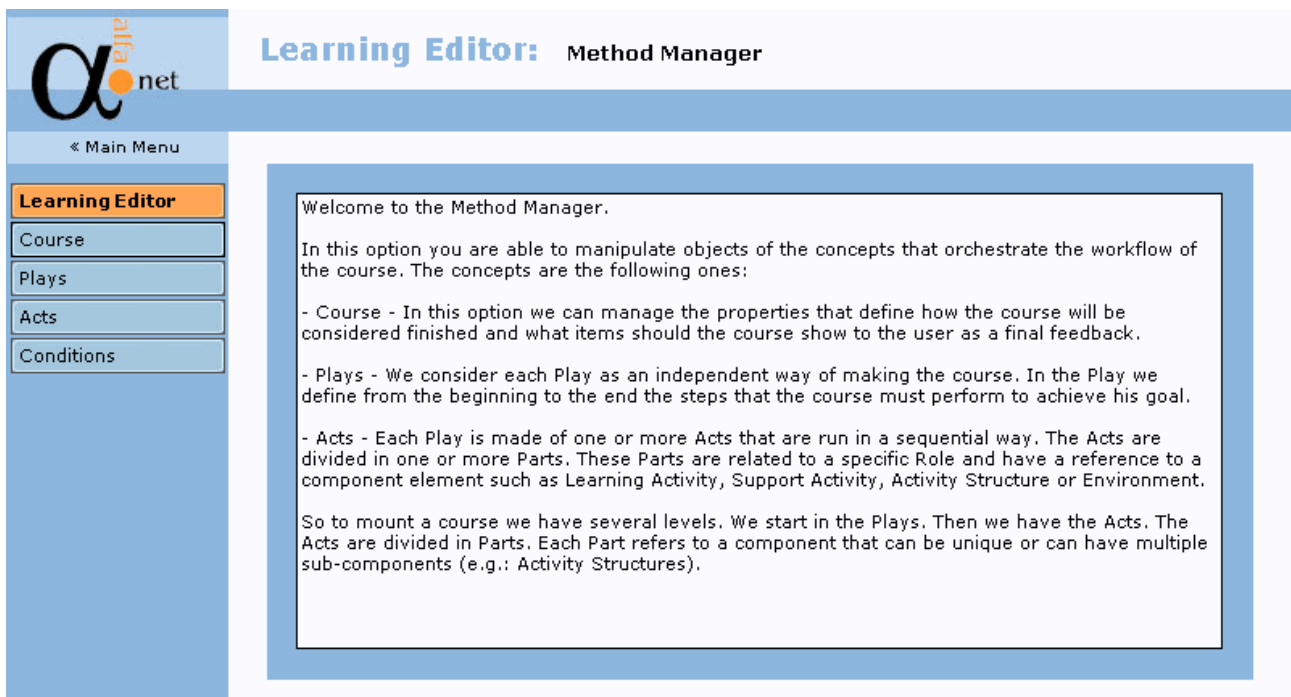 α
alfa
net
Learning Editor: Method Manager
« Main Menu
Learning Editor
Course
Plays
Acts
Conditions
Welcome to the Method Manager.
In this option you are able to manipulate objects of the concepts that orchestrate the workflow of
the course. The concepts are the following ones:
- Course - In this option we can manage the properties that define how the course will be
considered finished and what items should the course show to the user as a final feedback.
- Plays - We consider each Play as an independent way of making the course. In the Play we
define from the beginning to the end the steps that the course must perform to achieve his goal.
- Acts - Each Play is made of one or more Acts that are run in a sequential way. The Acts are
divided in one or more Parts. These Parts are related to a specific Role and have a reference to a
component element such as Learning Activity, Support Activity, Activity Structure or Environment.
So to mount a course we have several levels. We start in the Plays. Then we have the Acts. The
Acts are divided in Parts. Each Part refers to a component that can be unique or can have multiple
sub-components (e.g.: Activity Structures).